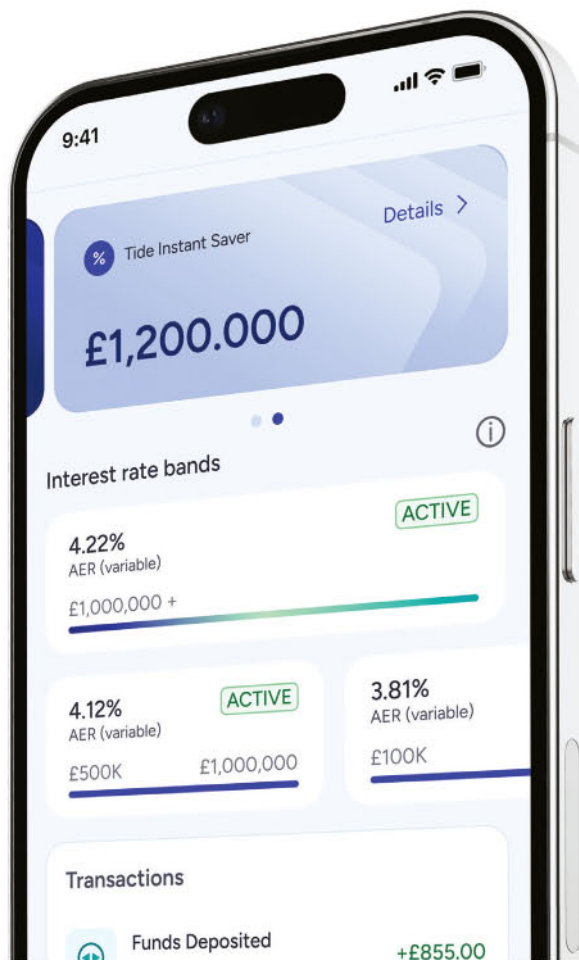 9:41
%
Tide Instant Saver
Details
£1,200.000
Interest rate bands
ACTIVE
4.22%
AER (variable)
£1,000,000 +
4.12%
ACTIVE
AER (variable)
£500K £1,000,000
3.81%
AER (variable)
£100K
Transactions
Funds Deposited
+£855.00